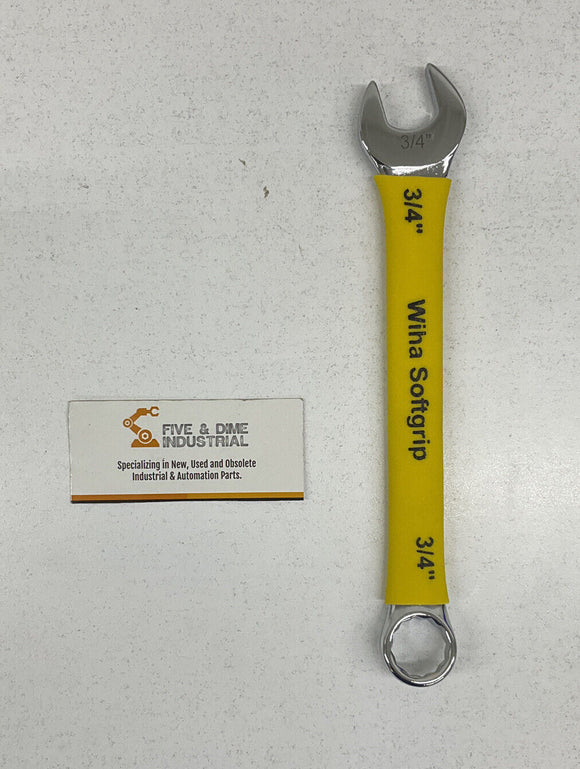 3/4"
3/4"
Wiha Softgrip
3/4"
FIVE & DIME
INDUSTRIAL
Specializing in New, Used and Obsolete
Industrial & Automation Parts.